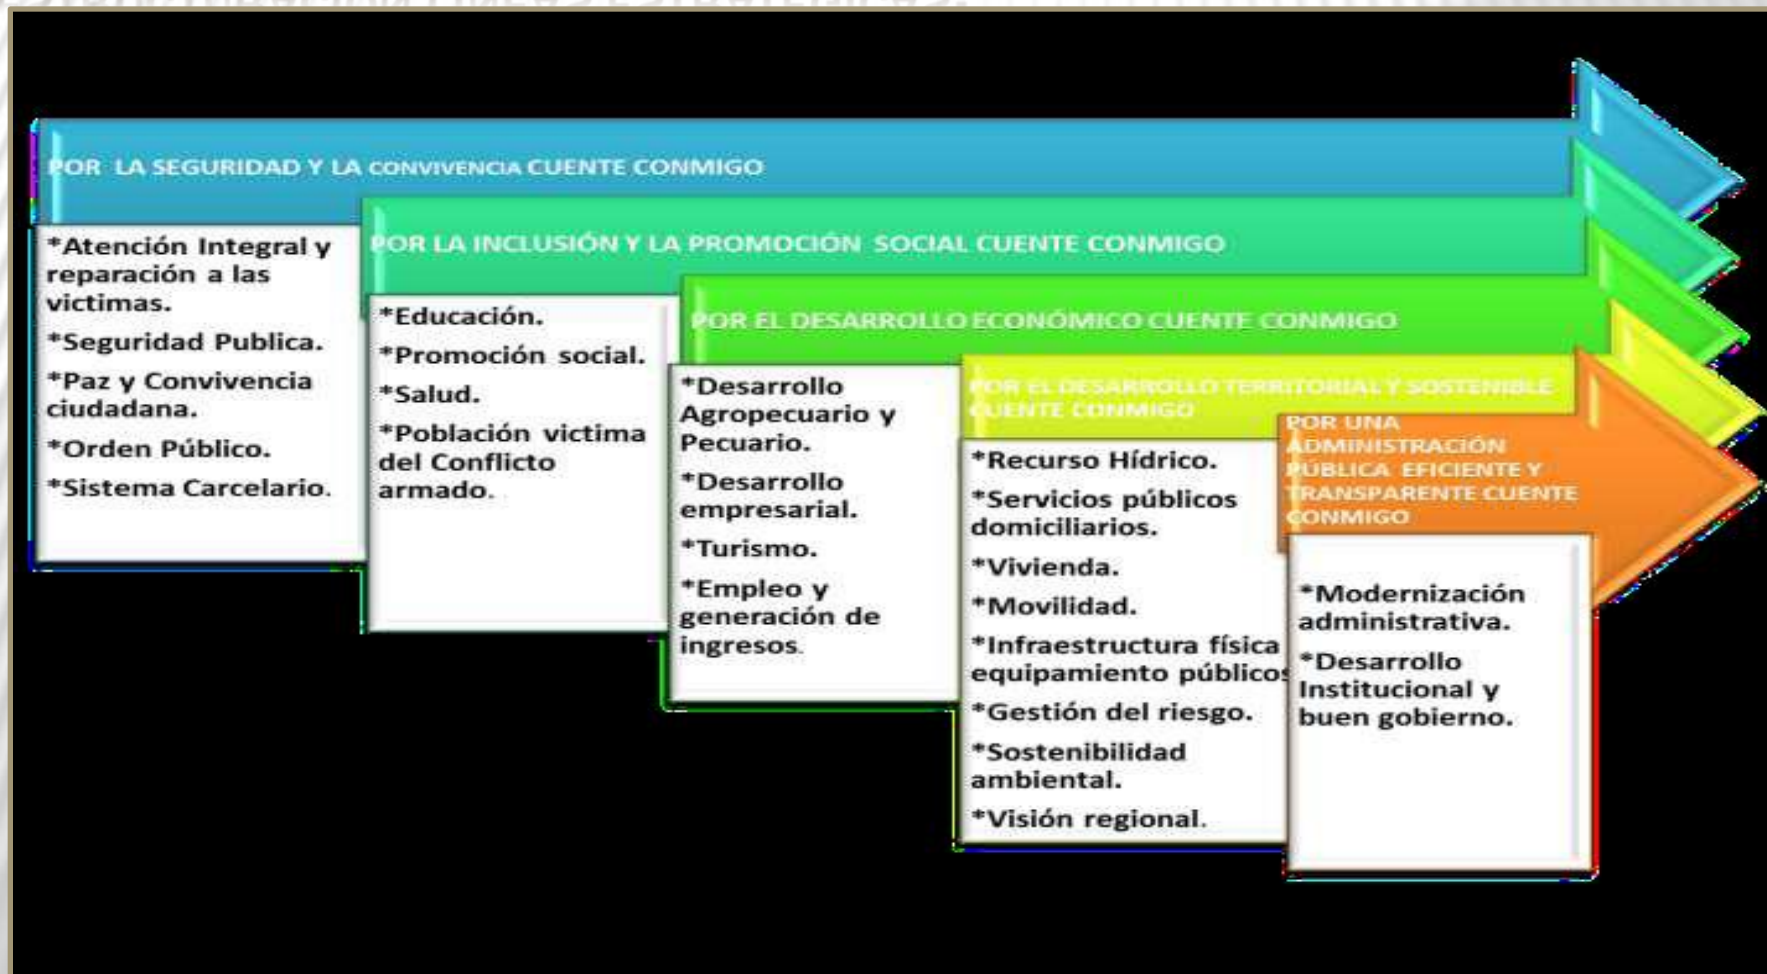 POR LA SEGURIDAD Y LA CONVIVENCIA CUENTE CONMIGO
*Atención Integral y
reparación a las
victimas.
*Seguridad Publica.
*Paz y Convivencia
ciudadana.
*Orden Público.
*Sistema Carcelario.
POR LA INCLUSIÓN Y LA PROMOCIÓN SOCIAL CUENTE CONMIGO
*Educación.
*Promoción social.
*Salud.
*Población victima
del Conflicto
armado.
POR EL DESARROLLO ECONÓMICO CUENTE CONMIGO
*Desarrollo
Agropecuario y
Pecuario.
*Desarrollo
empresarial.
*Turismo.
*Empleo y
generación de
ingresos.
POR EL DESARROLLO TERRITORIAL Y SOSTENIBLE
CUENTE CONMIGO
*Recurso Hídrico.
*Servicios públicos
domiciliarios.
*Vivienda.
*Movilidad.
*Infraestructura física
equipamiento públicos
*Gestión del riesgo.
*Sostenibilidad
ambiental.
*Visión regional.
POR UNA
ADMINISTRACIÓN
PÚBLICA EFICIENTE Y
TRANSPARENTE CUENTE
CONMIGO
*Modernización
administrativa.
*Desarrollo
Institucional y
buen gobierno.